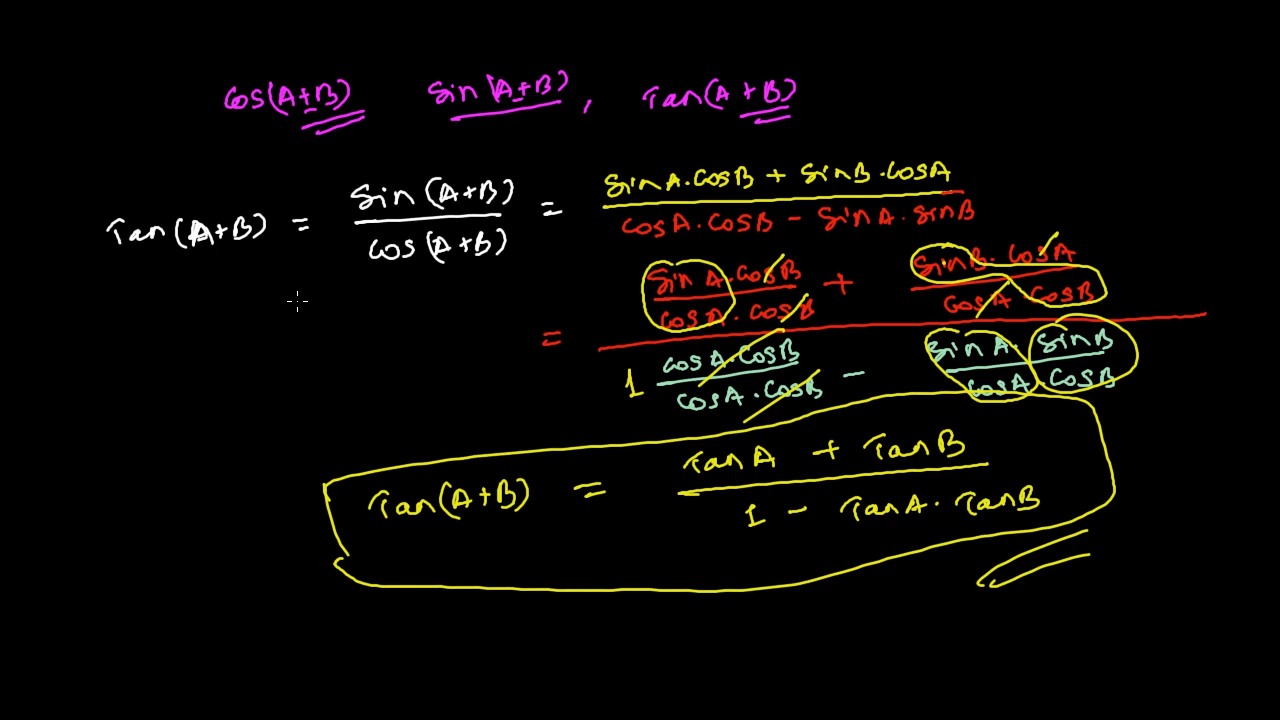 cos(A+B) sin(A+B), Tan(A+B)
Tan(A+B) = sin(A+B)/cos(A+B) = (sinA.cosB + sinB.cosA)/(cosA.cosB - sinA.sinB)
= ((sinA.cosB)/(cosA.cosB) + (sinB.cosA)/(cosA.cosB))/(1 (cosA.cosB)/(cosA.cosB) - (sinA.sinB)/(cosA.cosB))
Tan(A+B) = (TanA + TanB)/(1 - TanA.TanB)